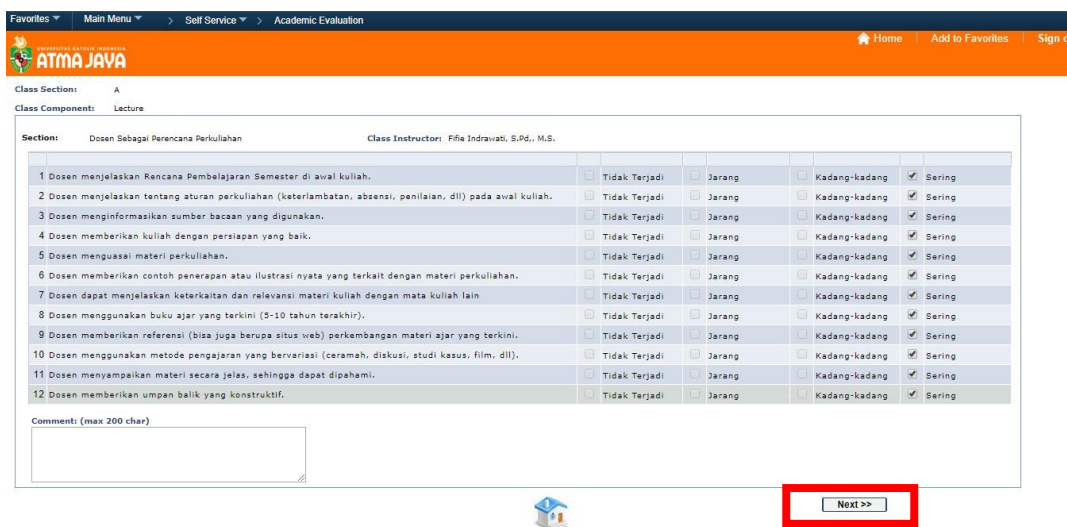 Favorites Main Menu > Self Service > Academic Evaluation
Home Add to Favorites Sign
UNIVERSITAS KATOLIK INDONESIA
ATMA JAYA
Class Section: A
Class Component: Lecture
Section: Dosen Sebagai Perencana Perkuliahan Class Instructor: Fifie Indrawati, S.Pd,. M.S.
1 Dosen menjelaskan Rencana Pembelajaran Semester di awal kuliah. Tidak Terjadi Jarang Kadang-kadang Sering
2 Dosen menjelaskan tentang aturan perkuliahan (keterlambatan, absensi, penilaian, dll) pada awal kuliah. Tidak Terjadi Jarang Kadang-kadang Sering
3 Dosen menginformasikan sumber bacaan yang digunakan. Tidak Terjadi Jarang Kadang-kadang Sering
4 Dosen memberikan kuliah dengan persiapan yang baik. Tidak Terjadi Jarang Kadang-kadang Sering
5 Dosen menguasai materi perkuliahan. Tidak Terjadi Jarang Kadang-kadang Sering
6 Dosen memberikan contoh penerapan atau ilustrasi nyata yang terkait dengan materi perkuliahan. Tidak Terjadi Jarang Kadang-kadang Sering
7 Dosen dapat menjelaskan keterkaitan dan relevansi materi kuliah dengan mata kuliah lain Tidak Terjadi Jarang Kadang-kadang Sering
8 Dosen menggunakan buku ajar yang terkini (5-10 tahun terakhir). Tidak Terjadi Jarang Kadang-kadang Sering
9 Dosen memberikan referensi (bisa juga berupa situs web) perkembangan materi ajar yang terkini. Tidak Terjadi Jarang Kadang-kadang Sering
10 Dosen menggunakan metode pengajaran yang bervariasi (ceramah, diskusi, studi kasus, film, dll). Tidak Terjadi Jarang Kadang-kadang Sering
11 Dosen menyampaikan materi secara jelas, sehingga dapat dipahami. Tidak Terjadi Jarang Kadang-kadang Sering
12 Dosen memberikan umpan balik yang konstruktif. Tidak Terjadi Jarang Kadang-kadang Sering
Comment: (max 200 char)
Next >>